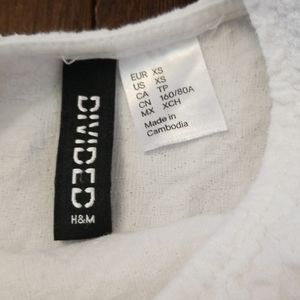 DIVIDED
H&M
EUR XS
US XS
CA TP
CN 160/80A
MX XCH
Made in
Cambodia